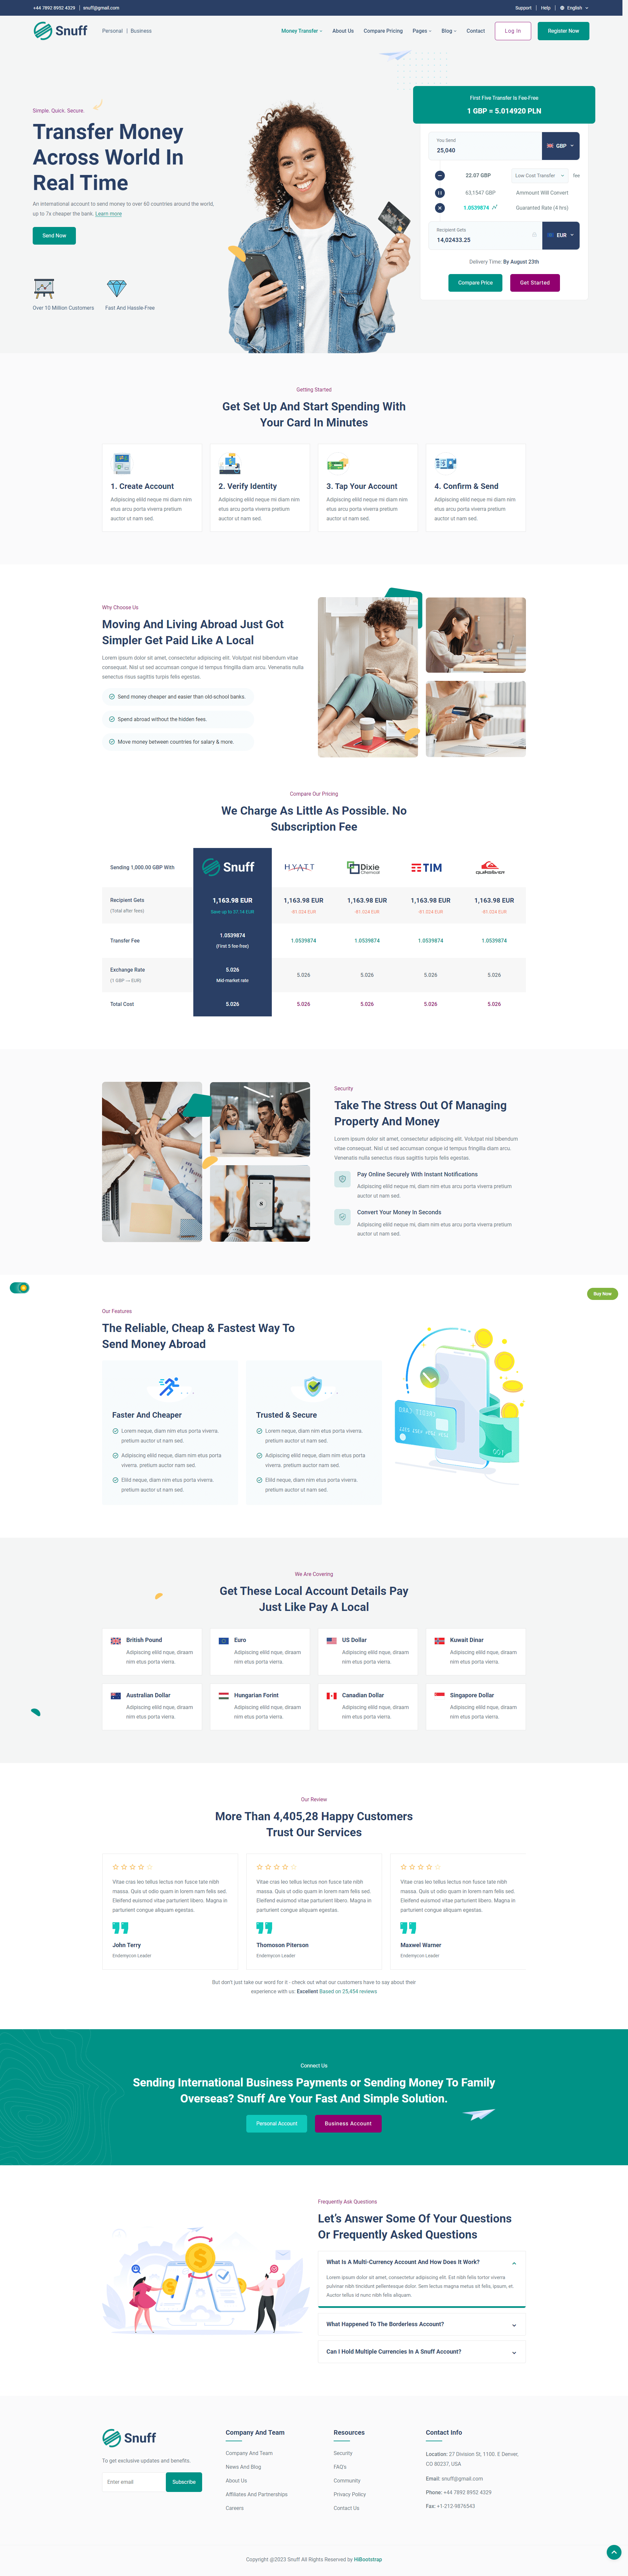 +44 7892 8952 4329 | snuff@gmail.com
Support | Help | English
Snuff
Personal | Business
Money Transfer
About Us
Compare Pricing
Pages
Blog
Contact
Log In
Register Now
Simple. Quick. Secure.
Transfer Money
Across World In
Real Time
An international account to send money to over 60 countries around the world,
up to 7x cheaper the bank. Learn more
Send Now
Over 10 Million Customers
Fast And Hassle-Free
First Five Transfer Is Fee-Free
1 GBP = 5.014920 PLN
You Send
25,040
GBP
22.07 GBP
Low Cost Transfer
fee
63,1547 GBP
Ammount Will Convert
1.0539874
Guaranted Rate (4 hrs)
Recipient Gets
14,02433.25
EUR
Delivery Time: By August 23th
Compare Price
Get Started
Getting Started
Get Set Up And Start Spending With
Your Card In Minutes
1. Create Account
Adipiscing ellid neque mi diam nim
etus arcu porta viverra pretium
auctor ut nam sed.
2. Verify Identity
Adipiscing ellid neque mi diam nim
etus arcu porta viverra pretium
auctor ut nam sed.
3. Tap Your Account
Adipiscing ellid neque mi diam nim
etus arcu porta viverra pretium
auctor ut nam sed.
4. Confirm & Send
Adipiscing ellid neque mi diam nim
etus arcu porta viverra pretium
auctor ut nam sed.
Why Choose Us
Moving And Living Abroad Just Got
Simpler Get Paid Like A Local
Lorem ipsum dolor sit amet, consectetur adipiscing elit. Volutpat nisl bibendum vitae
consequat. Nisl ut sed accumsan congue id tempus fringilla diam arcu. Venenatis nulla
senectus risus sagittis turpis felis egestas.
Send money cheaper and easier than old-school banks.
Spend abroad without the hidden fees.
Move money between countries for salary & more.
Compare Our Pricing
We Charge As Little As Possible. No
Subscription Fee
Sending 1,000.00 GBP With
Snuff
HYATT
Dixie
Chemical
TIM
QUIKSILVER
Recipient Gets
(Total after fees)
1,163.98 EUR
Save up to 37.14 EUR
1,163.98 EUR
-81.024 EUR
1,163.98 EUR
-81.024 EUR
1,163.98 EUR
-81.024 EUR
1,163.98 EUR
-81.024 EUR
Transfer Fee
1.0539874
(First 5 fee-free)
1.0539874
1.0539874
1.0539874
1.0539874
Exchange Rate
(1 GBP → EUR)
5.026
Mid-market rate
5.026
5.026
5.026
5.026
Total Cost
5.026
5.026
5.026
5.026
5.026
Security
Take The Stress Out Of Managing
Property And Money
Lorem ipsum dolor sit amet, consectetur adipiscing elit. Volutpat nisl bibendum
vitae consequat. Nisl ut sed accumsan congue id tempus fringilla diam arcu.
Venenatis nulla senectus risus sagittis turpis felis egestas.
Pay Online Securely With Instant Notifications
Adipiscing ellid neque mi, diam nim etus arcu porta viverra pretium
auctor ut nam sed.
Convert Your Money In Seconds
Adipiscing ellid neque mi, diam nim etus arcu porta viverra pretium
auctor ut nam sed.
Buy Now
Our Features
The Reliable, Cheap & Fastest Way To
Send Money Abroad
Faster And Cheaper
Lorem neque, diam nim etus porta viverra.
pretium auctor ut nam sed.
Adipiscing ellid neque, diam nim etus porta
viverra. pretium auctor nam sed.
Ellid neque, diam nim etus porta viverra.
pretium auctor ut nam sed.
Trusted & Secure
Lorem neque, diam nim etus porta viverra.
pretium auctor ut nam sed.
Adipiscing ellid neque, diam nim etus porta
viverra. pretium auctor nam sed.
Ellid neque, diam nim etus porta viverra.
pretium auctor ut nam sed.
We Are Covering
Get These Local Account Details Pay
Just Like Pay A Local
British Pound
Adipiscing ellid nque, diraam
nim etus porta vierra.
Euro
Adipiscing ellid nque, diraam
nim etus porta vierra.
US Dollar
Adipiscing ellid nque, diraam
nim etus porta vierra.
Kuwait Dinar
Adipiscing ellid nque, diraam
nim etus porta vierra.
Australian Dollar
Adipiscing ellid nque, diraam
nim etus porta vierra.
Hungarian Forint
Adipiscing ellid nque, diraam
nim etus porta vierra.
Canadian Dollar
Adipiscing ellid nque, diraam
nim etus porta vierra.
Singapore Dollar
Adipiscing ellid nque, diraam
nim etus porta vierra.
Our Review
More Than 4,405,28 Happy Customers
Trust Our Services
Vitae cras leo tellus lectus non fusce tate nibh
massa. Quis ut odio quam in lorem nam felis sed.
Eleifend euismod vitae parturient libero. Magna in
parturient congue aliquam egestas.
John Terry
Endemyrcon Leader
Vitae cras leo tellus lectus non fusce tate nibh
massa. Quis ut odio quam in lorem nam felis sed.
Eleifend euismod vitae parturient libero. Magna in
parturient congue aliquam egestas.
Thomoson Piterson
Endemyrcon Leader
Vitae cras leo tellus lectus non fusce tate nibh
massa. Quis ut odio quam in lorem nam felis sed.
Eleifend euismod vitae parturient libero. Magna in
parturient congue aliquam egestas.
Maxwel Warner
Endemyrcon Leader
But don't just take our word for it - check out what our customers have to say about their
experience with us: Excellent Based on 25,454 reviews.
Connect Us
Sending International Business Payments or Sending Money To Family
Overseas? Snuff Are Your Fast And Simple Solution.
Personal Account
Business Account
Frequently Ask Questions
Let's Answer Some Of Your Questions
Or Frequently Asked Questions
What Is A Multi-Currency Account And How Does It Work?
Lorem ipsum dolor sit amet, consectetur adipiscing elit. Est nibh felis tortor viverra
pulvinar nibh tincidunt pellentesque dolor. Sem lectus magna metus sit felis, ipsum, et.
Auctor tellus id nunc nibh felis aliquam.
What Happened To The Borderless Account?
Can I Hold Multiple Currencies In A Snuff Account?
Snuff
To get exclusive updates and benefits.
Enter email
Subscribe
Company And Team
Company And Team
News And Blog
About Us
Affiliates And Partnerships
Careers
Resources
Security
FAQ's
Community
Privacy Policy
Contact Us
Contact Info
Location: 27 Division St, 1100. E Denver,
CO 80237, USA
Email: snuff@gmail.com
Phone: +44 7892 8952 4329
Fax: +1-212-9876543
Copyright @2023 Snuff All Rights Reserved by HiBootstrap